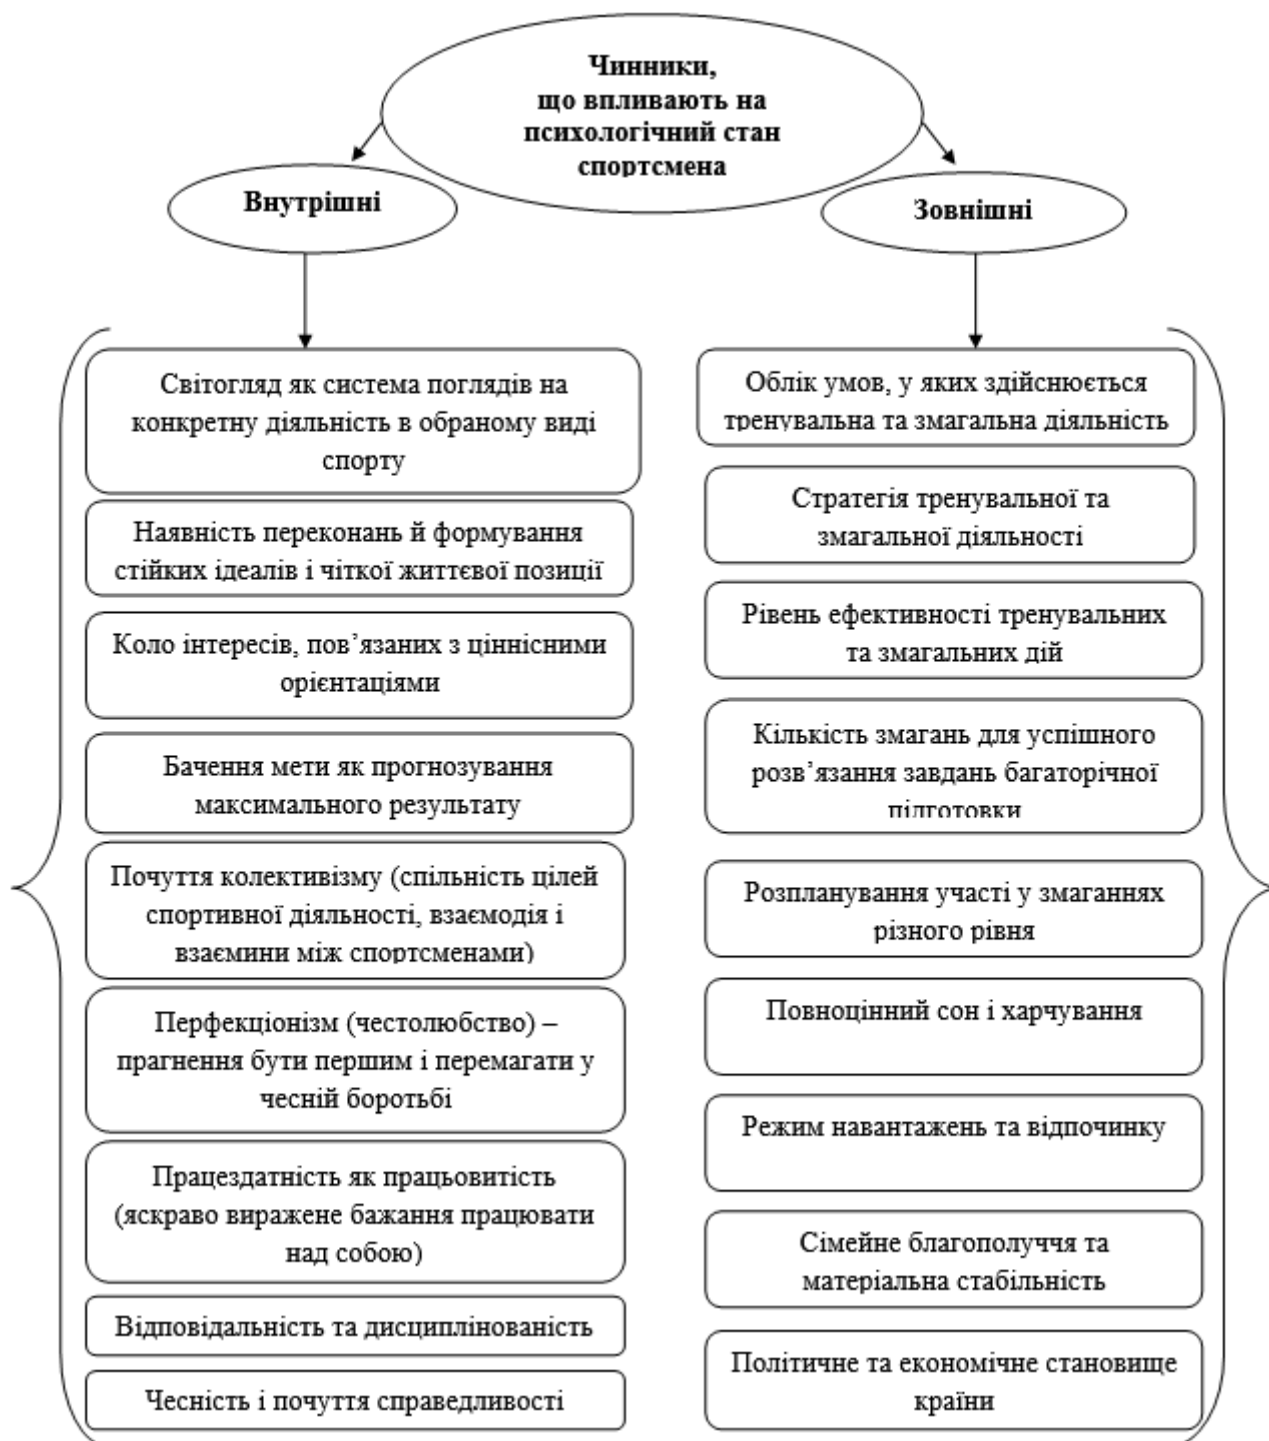 Чинники,
що впливають на
психологічний стан
спортсмена
Внутрішні
Зовнішні
Світогляд як система поглядів на
конкретну діяльність в обраному виді
спорту
Наявність переконань й формування
стійких ідеалів і чіткої життєвої позиції
Коло інтересів, пов’язаних з ціннісними
орієнтаціями
Бачення мети як прогнозування
максимального результату
Почуття колективізму (спільність цілей
спортивної діяльності, взаємодія і
взаємини між спортсменами)
Перфекціонізм (честолюбство) –
прагнення бути першим і перемагати у
чесній боротьбі
Працездатність як працьовитість
(яскраво виражене бажання працювати
над собою)
Відповідальність та дисциплінованість
Чесність і почуття справедливості
Облік умов, у яких здійснюється
тренувальна та змагальна діяльність
Стратегія тренувальної та
змагальної діяльності
Рівень ефективності тренувальних
та змагальних дій
Кількість змагань для успішного
розв’язання завдань багаторічної
підготовки
Розпланування участі у змаганнях
різного рівня
Повноцінний сон і харчування
Режим навантажень та відпочинку
Сімейне благополуччя та
матеріальна стабільність
Політичне та економічне становище
країни